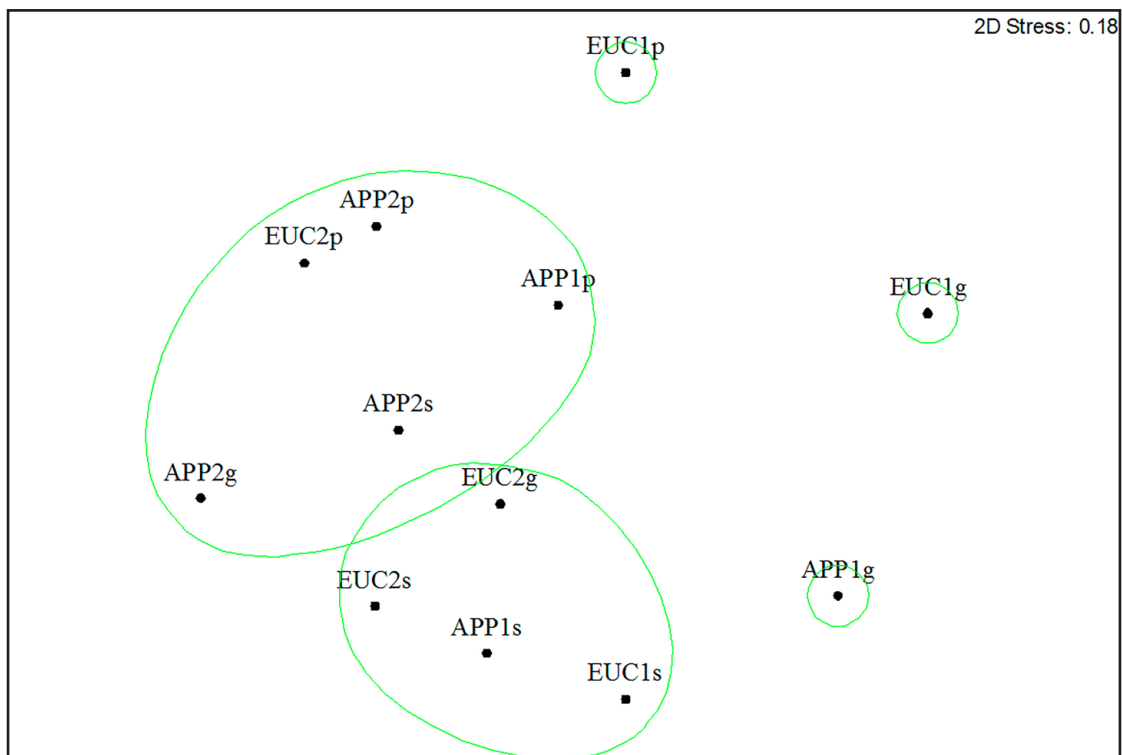 2D Stress: 0.18
EUC1p
APP2p
EUC2p
APP1p
EUC1g
APP2s
APP2g
EUC2g
APP1g
EUC2s
APP1s
EUC1s